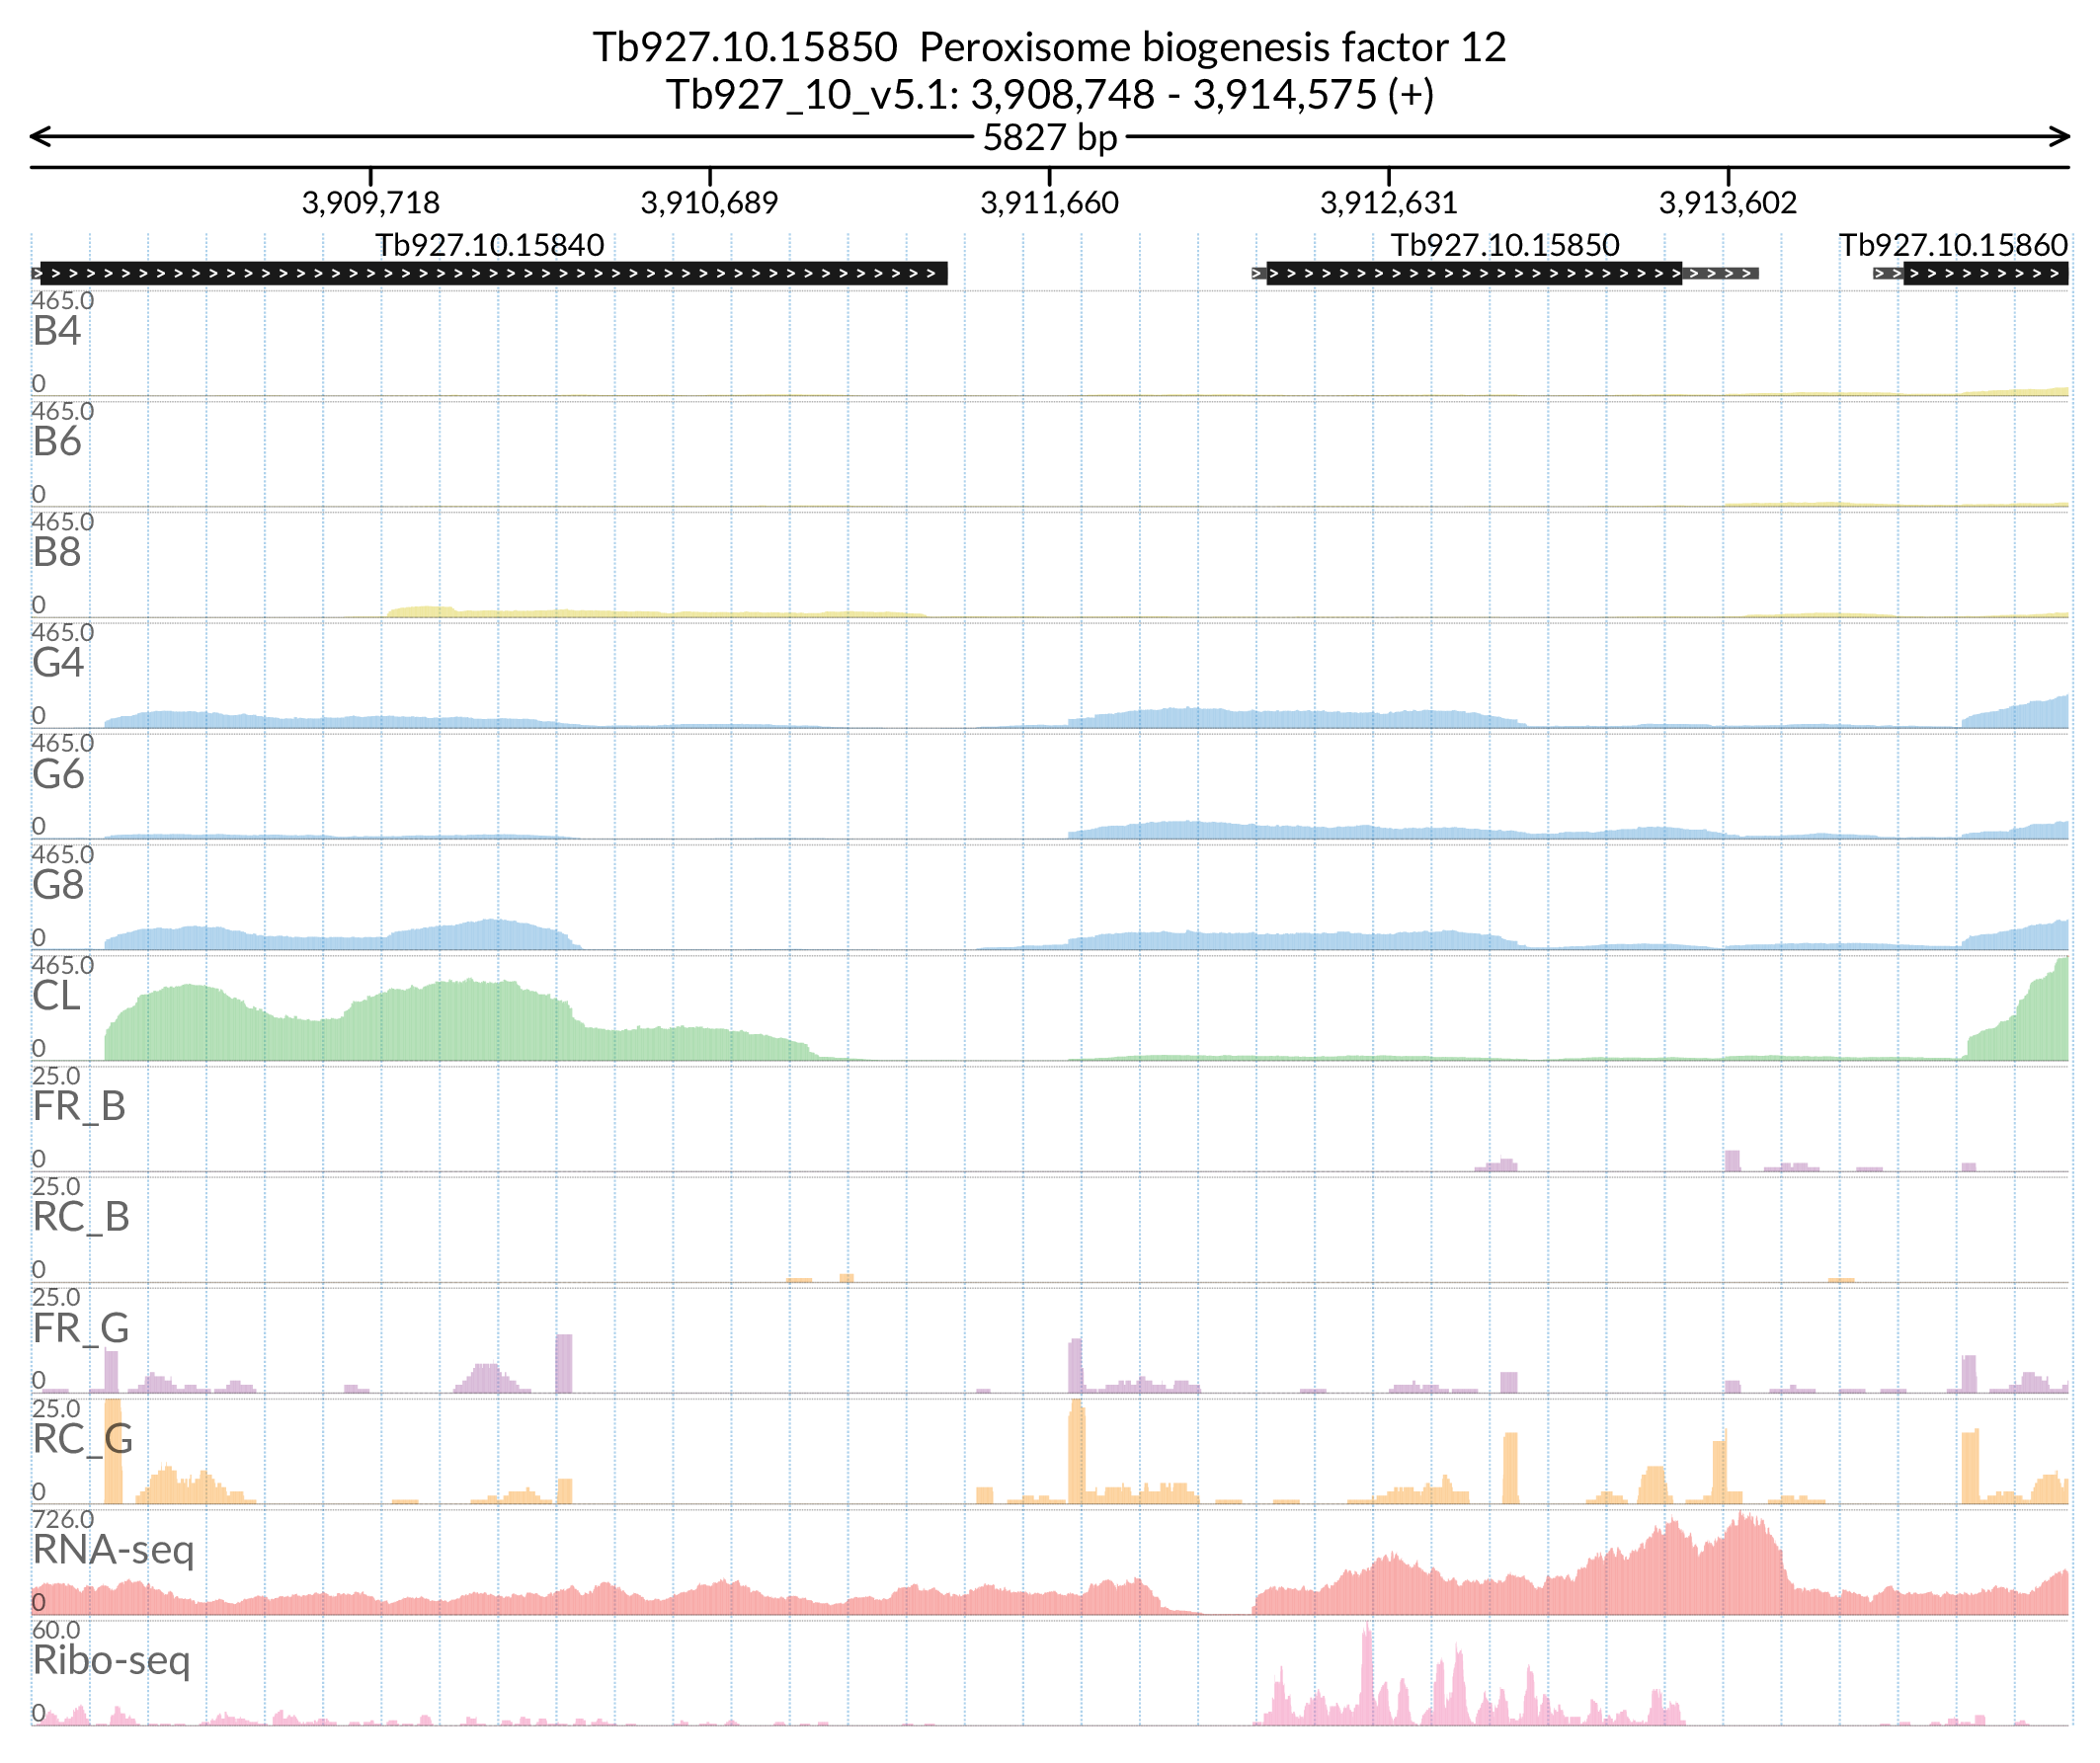 Tb927.10.15850  Peroxisome biogenesis factor 12
Tb927_10_v5.1: 3,908,748 - 3,914,575 (+)
5827 bp
3,909,718 3,910,689 3,911,660 3,912,631 3,913,602
Tb927.10.15840 Tb927.10.15850 Tb927.10.15860
465.0
B4
0
465.0
B6
0
465.0
B8
0
465.0
G4
0
465.0
G6
0
465.0
G8
0
465.0
CL
0
25.0
FR_B
0
25.0
RC_B
0
25.0
FR_G
0
25.0
RC_G
0
726.0
RNA-seq
0
60.0
Ribo-seq
0